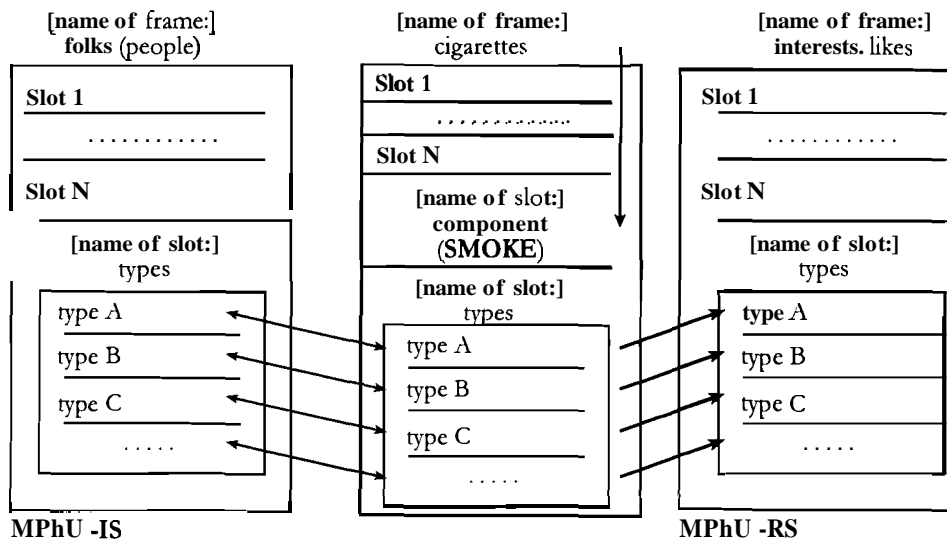 [name of frame:]
folks (people)
Slot 1
............
Slot N
[name of slot:]
types
type A
type B
type C
.....
MPhU -IS
[name of frame:]
cigarettes
Slot 1
..............
Slot N
[name of slot:]
component
(SMOKE)
[name of slot:]
types
type A
type B
type C
.....
[name of frame:]
interests. likes
Slot 1
............
Slot N
[name of slot:]
types
type A
type B
type C
.....
MPhU -RS